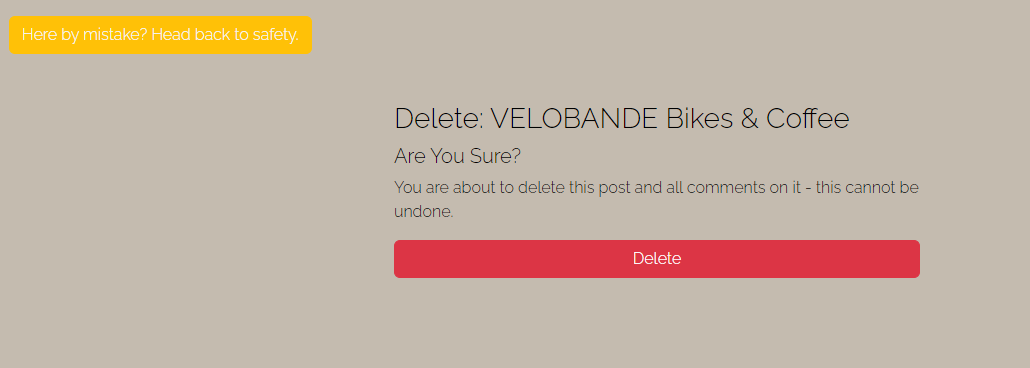 Here by mistake? Head back to safety.
Delete: VELOBANDE Bikes & Coffee
Are You Sure?
You are about to delete this post and all comments on it - this cannot be
undone.
Delete